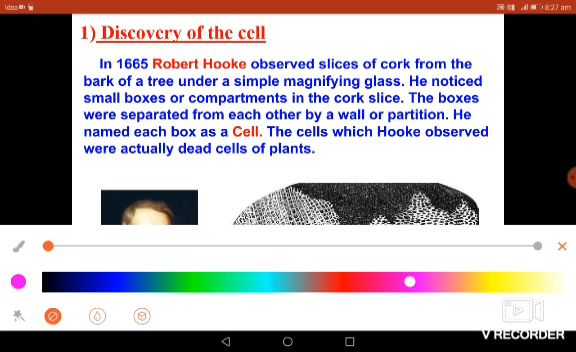 Idea
8:27 am
1) Discovery of the cell
In 1665 Robert Hooke observed slices of cork from the
bark of a tree under a simple magnifying glass. He noticed
small boxes or compartments in the cork slice. The boxes
were separated from each other by a wall or partition. He
named each box as a Cell. The cells which Hooke observed
were actually dead cells of plants.
V RECORDER